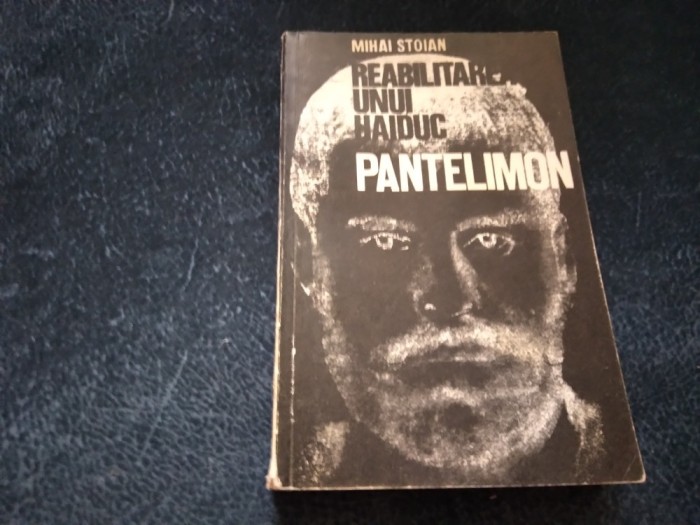 MIHAI STOIAN
REABILITAREA
UNUI
HAIDUC
PANTELIMON